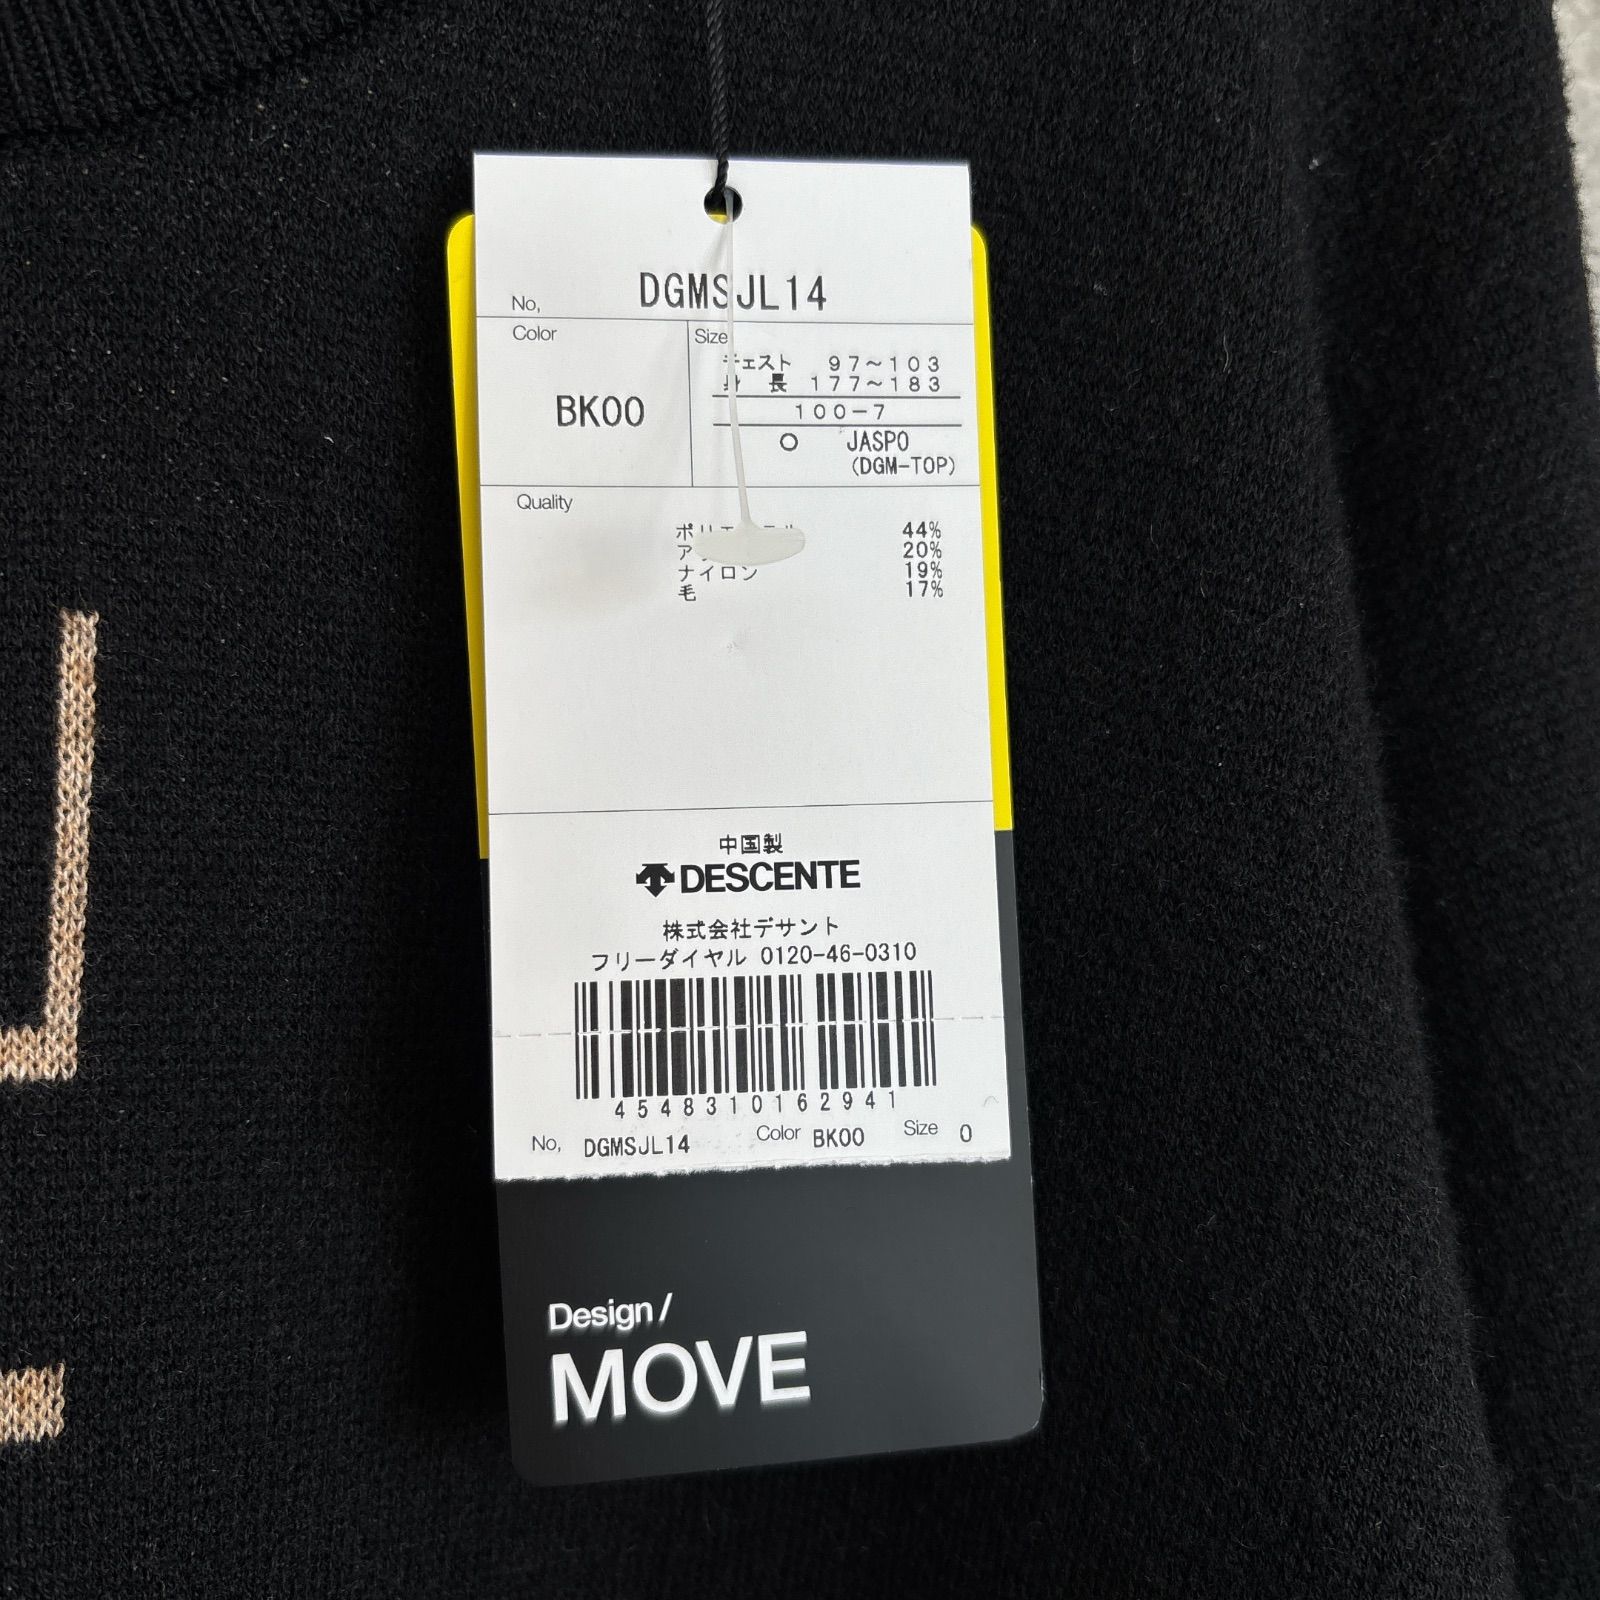 DGMSJL14
No,
Color
Size
チェスト 97～103
身 長 177～183
BK00
100-7
O JASPO
(DGM-TOP)
Quality
44%
20%
ナイロン 19%
毛 17%
中国製
DESCENTE
株式会社デサント
フリーダイヤル 0120-46-0310
4548310162941
No, DGMSJL14 Color BK00 Size O
Design/
MOVE